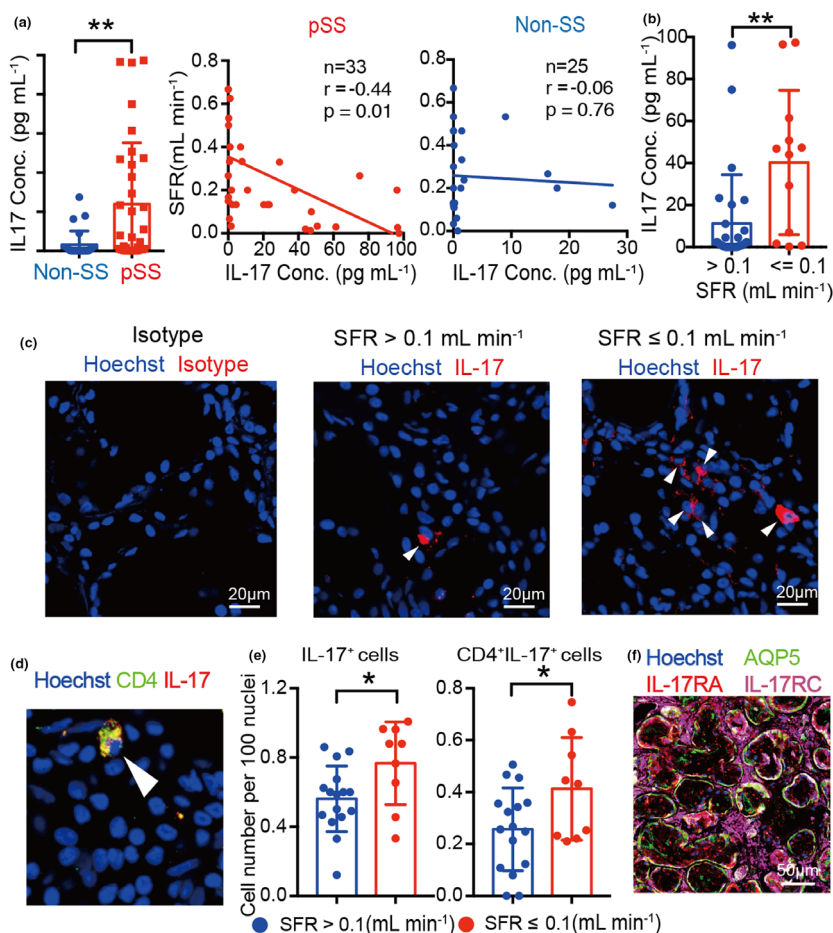 (a)
**
IL17 Conc. (pg mL-1)
Non-SS pSS
pSS
SFR(mL min-1)
0.8
0.6
0.4
0.2
0.0
n=33
r = -0.44
p = 0.01
0 20 40 60 80 100
IL-17 Conc. (pg mL-1)
Non-SS
0.8
0.6
0.4
0.2
0.0
n=25
r = -0.06
p = 0.76
0 10 20 30
IL-17 Conc. (pg mL-1)
(b)
**
IL17 Conc. (pg mL-1)
100
80
60
40
20
0
> 0.1 <= 0.1
SFR (mL min-1)
(c)
Isotype
Hoechst Isotype
20μm
SFR > 0.1 mL min-1
Hoechst IL-17
20μm
SFR ≤ 0.1 mL min-1
Hoechst IL-17
20μm
(d)
Hoechst CD4 IL-17
(e)
IL-17+ cells
*
Cell number per 100 nuclei
1.2
0.9
0.6
0.3
0.0
CD4+IL-17+ cells
*
0.8
0.6
0.4
0.2
0.0
SFR > 0.1(mL min-1) SFR ≤ 0.1(mL min-1)
(f)
Hoechst AQP5
IL-17RA IL-17RC
50μm